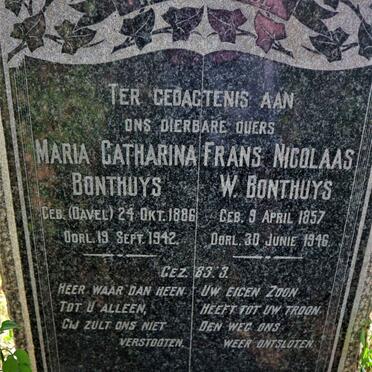 TER GEDAGTENIS AAN
ONS DIERBARE OUERS
MARIA CATHARINA
BONTHUYS
GEB. (DAVEL) 24 OKT. 1886
OORL. 19 SEPT. 1942.
FRANS NICOLAAS
W. BONTHUYS
GEB. 9 APRIL 1857
OORL. 30 JUNIE 1946.
GEZ. 83:3.
HEER WAAR DAN HEEN
TOT U ALLEEN,
GIJ ZULT ONS NIET
VERSTOOTEN.
UW EIGEN ZOON
HEEFT TOT UW TROON
DEN WEG ONS
WEER ONTSLOTEN.